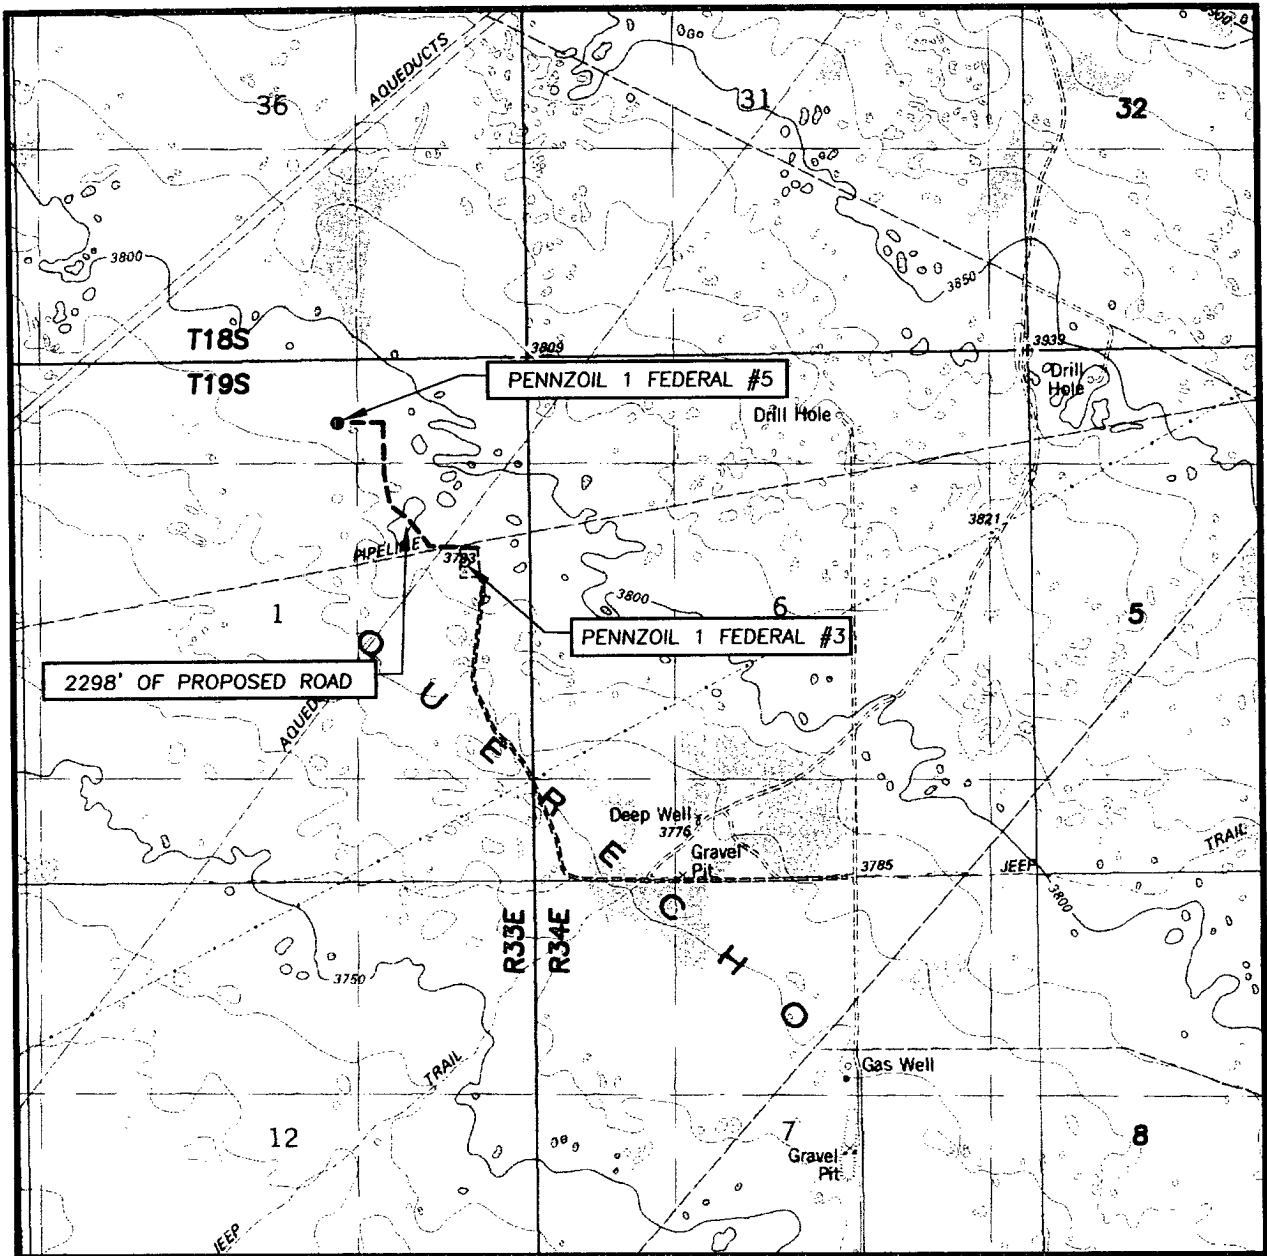 3900
AQUEDUCTS
36
31
32
3800
3850
T18S
3809
3939
T19S
PENNZOIL 1 FEDERAL #5
Drill
Hole
Drill Hole
3821
PIPELINE
3793
3800
1
6
5
PENNZOIL 1 FEDERAL #3
2298' OF PROPOSED ROAD
AQUED
QUERECHO
Deep Well
3776
Gravel
Pit
3785
JEEP
TRAIL
3800
R33E
R34E
3750
TRAIL
Gas Well
12
7
8
Gravel
Pit
JEEP